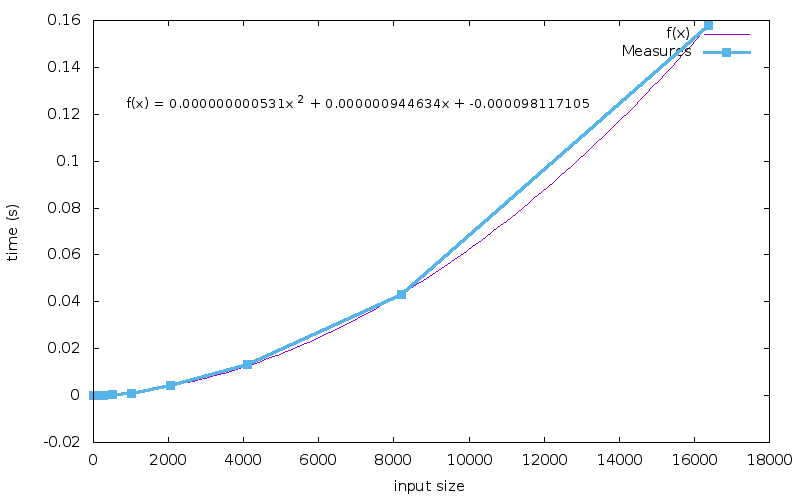 0.16
f(x)
Measures
0.14
f(x) = 0.000000000531x 2 + 0.000000944634x + -0.000098117105
0.12
0.1
0.08
time (s)
0.06
0.04
0.02
0
-0.02
0 2000 4000 6000 8000 10000 12000 14000 16000 18000
input size